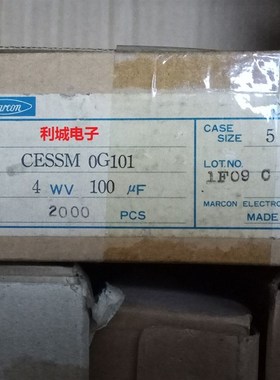 arcon
利城电子
CASE
SIZE
5
CESSM 0G101
4 WV 100 µF
LOT.NO.
1F09 C
2000 PCS
MARCON ELECTRO
MADE